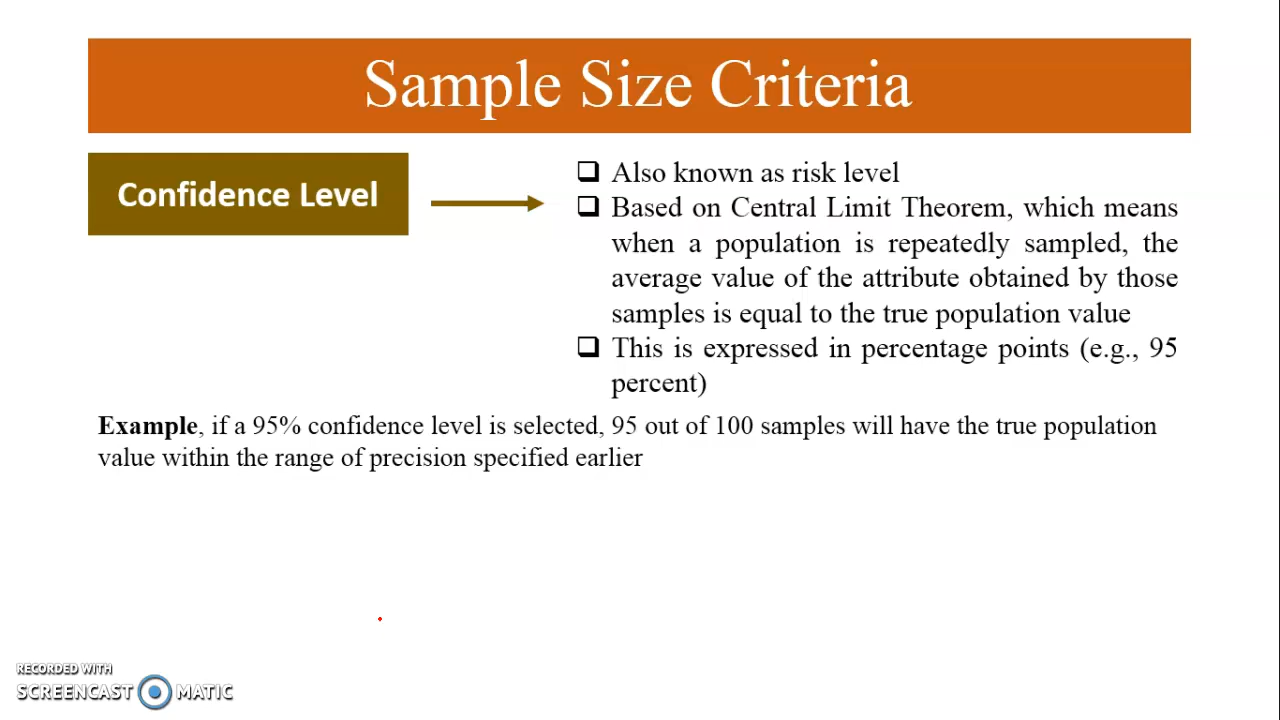 Sample Size Criteria
Confidence Level
❑ Also known as risk level
❑ Based on Central Limit Theorem, which means
when a population is repeatedly sampled, the
average value of the attribute obtained by those
samples is equal to the true population value
❑ This is expressed in percentage points (e.g., 95
percent)
Example, if a 95% confidence level is selected, 95 out of 100 samples will have the true population
value within the range of precision specified earlier
RECORDED WITH
SCREENCAST MATIC